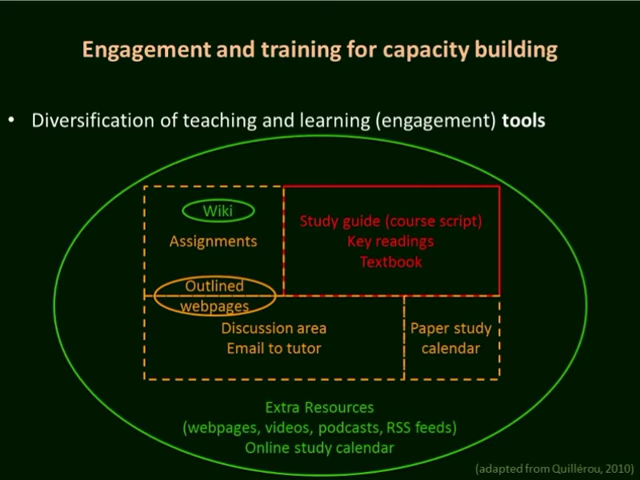 Engagement and training for capacity building
• Diversification of teaching and learning (engagement) tools
Wiki
Assignments
Study guide (course script)
Key readings
Textbook
Outlined
webpages
Discussion area
Email to tutor
Paper study
calendar
Extra Resources
(webpages, videos, podcasts, RSS feeds)
Online study calendar
(adapted from Quillérou, 2010)